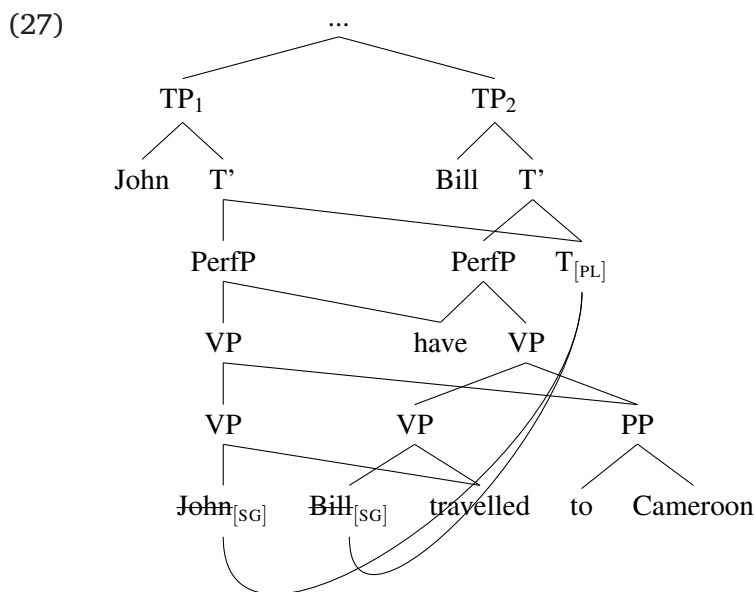 (27) ...
TP₁ TP₂
John T’ Bill T’
PerfP PerfP T[PL]
VP have VP
VP VP PP
John[SG] Bill[SG] travelled to Cameroon